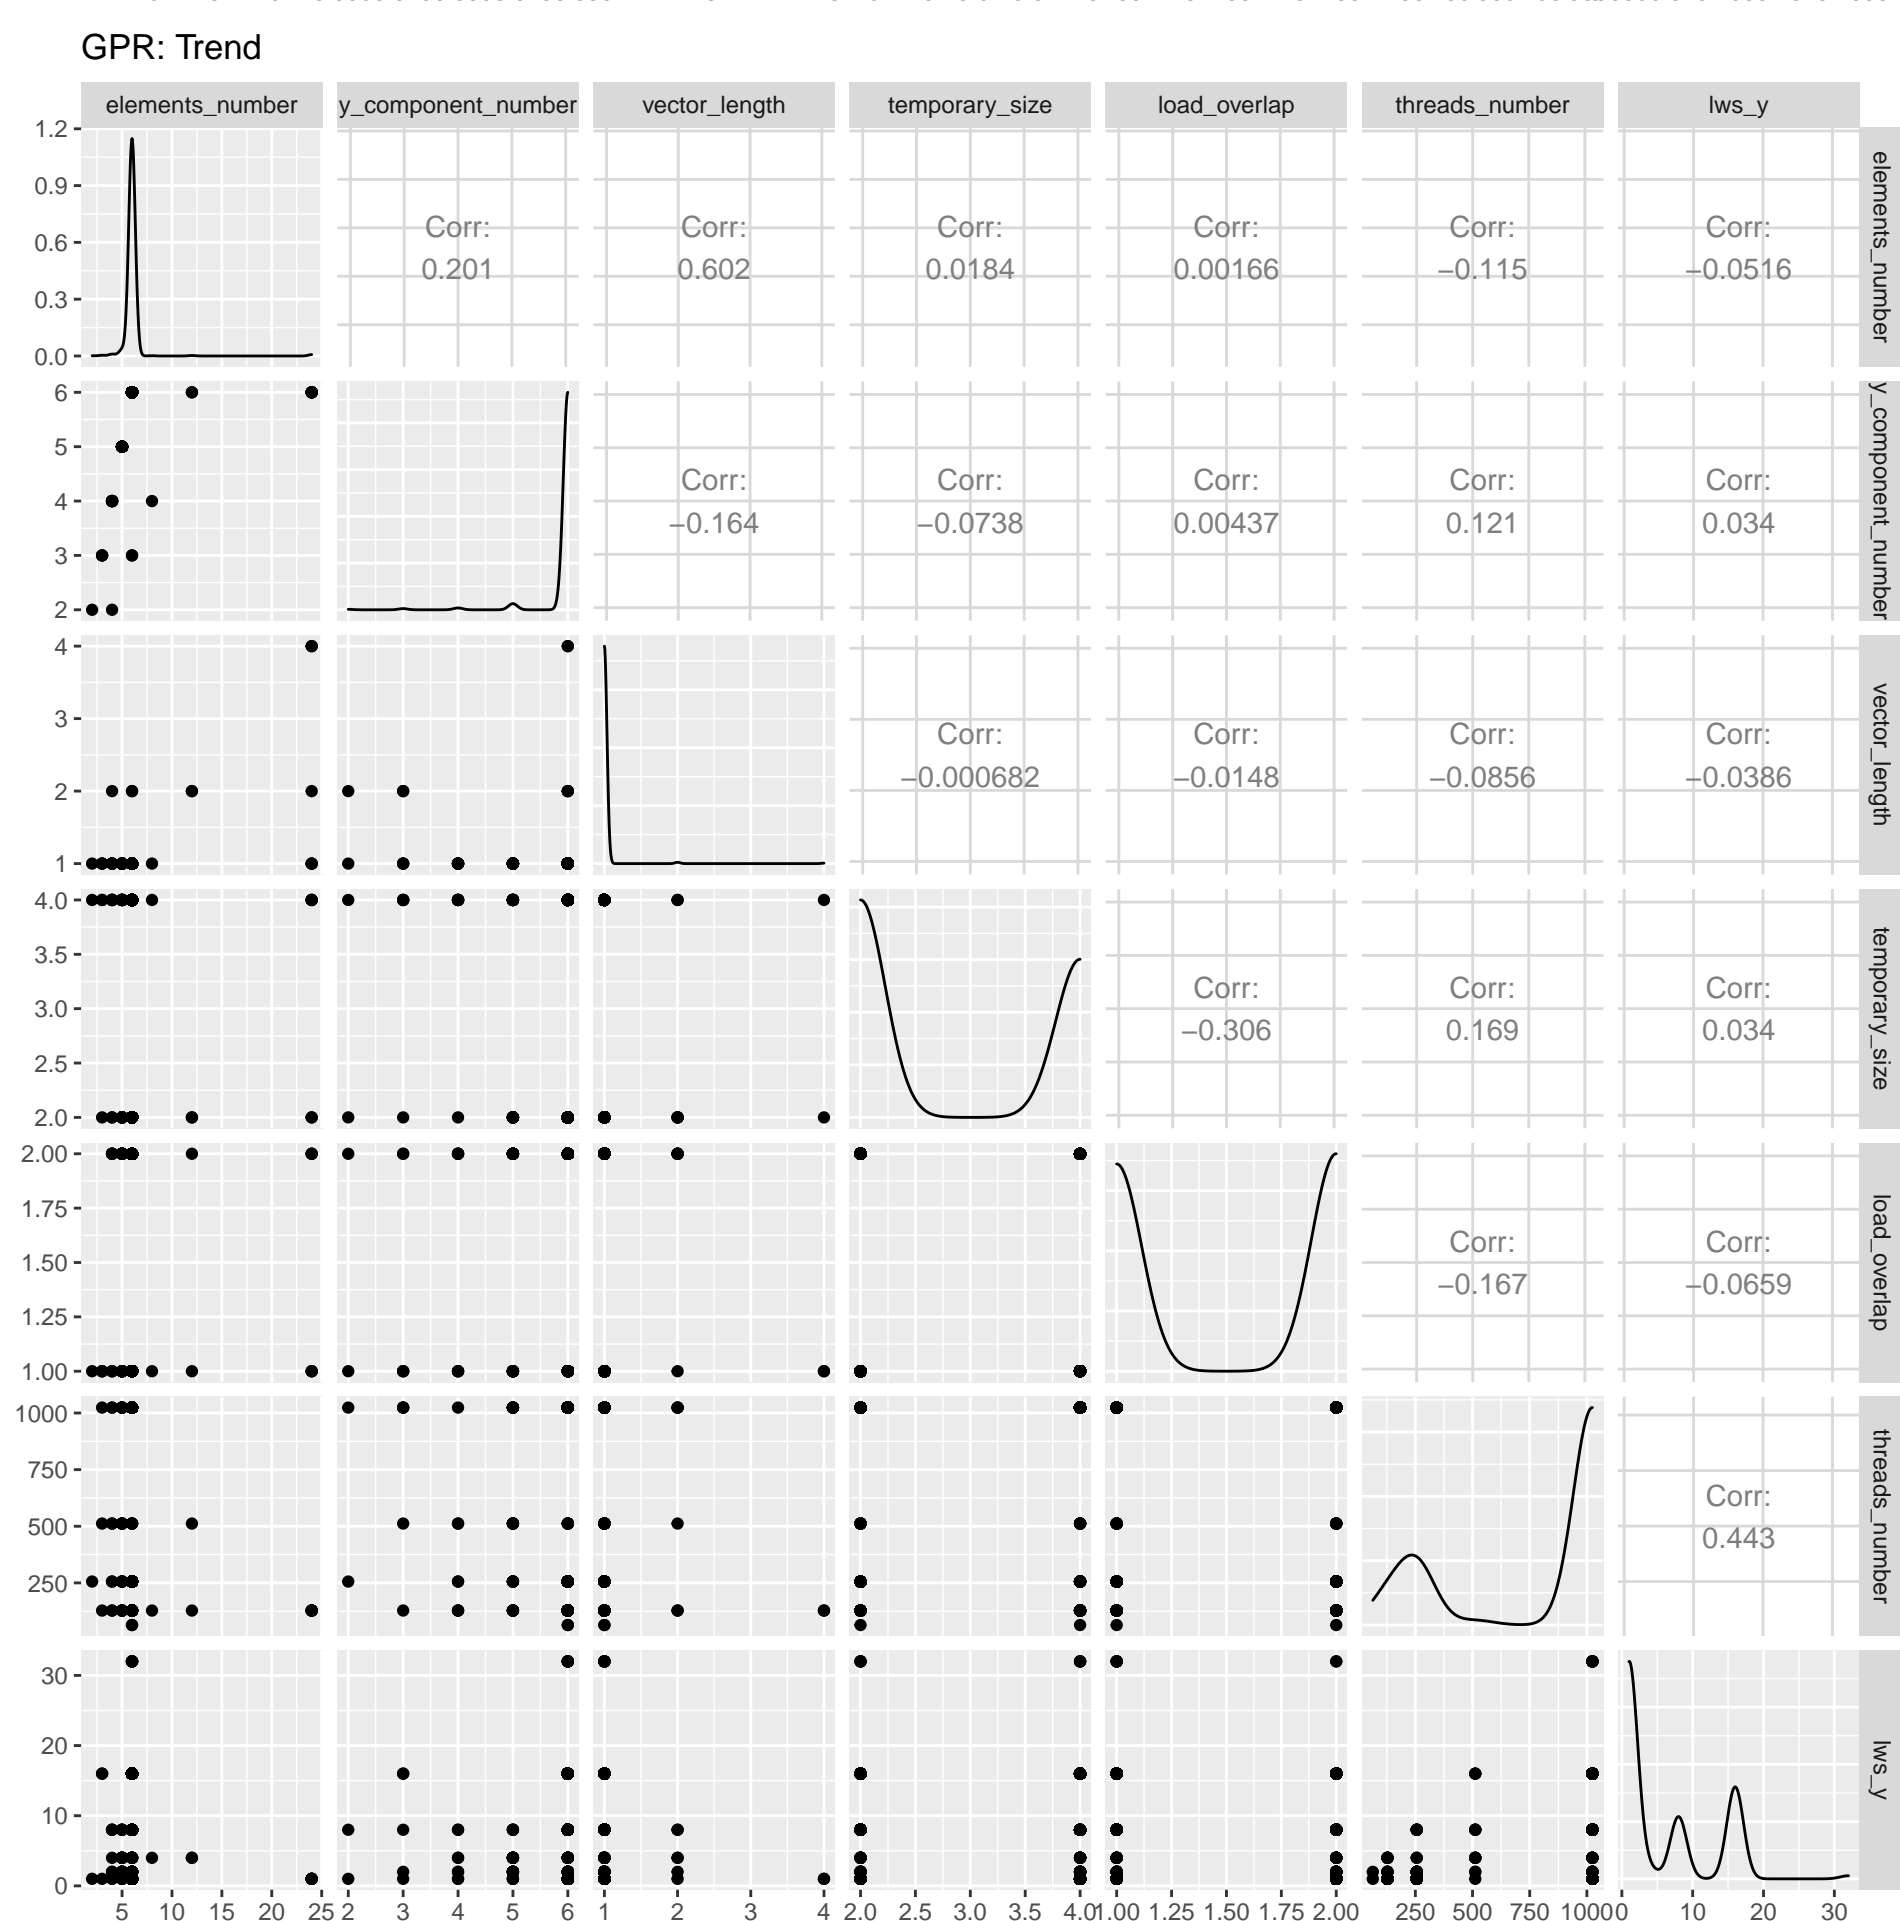 GPR: Trend
elements_number y_component_number vector_length temporary_size load_overlap threads_number lws_y
1.2
0.9
0.6
0.3
0.0
Corr: Corr: Corr: Corr: Corr: Corr:
0.201 0.602 0.0184 0.00166 −0.115 −0.0516
elements_number
6
5
4
3
2
Corr: Corr: Corr: Corr: Corr:
−0.164 −0.0738 0.00437 0.121 0.034
y_component_number
4
3
2
1
Corr: Corr: Corr: Corr:
−0.000682 −0.0148 −0.0856 −0.0386
vector_length
4.0
3.5
3.0
2.5
2.0
Corr: Corr: Corr:
−0.306 0.169 0.034
temporary_size
2.00
1.75
1.50
1.25
1.00
Corr: Corr:
−0.167 −0.0659
load_overlap
1000
750
500
250
Corr:
0.443
threads_number
30
20
10
0
lws_y
5 10 15 20 25 2 3 4 5 6 1 2 3 4 2.0 2.5 3.0 3.5 4.0 1.00 1.25 1.50 1.75 2.00 250 500 750 1000 0 10 20 30